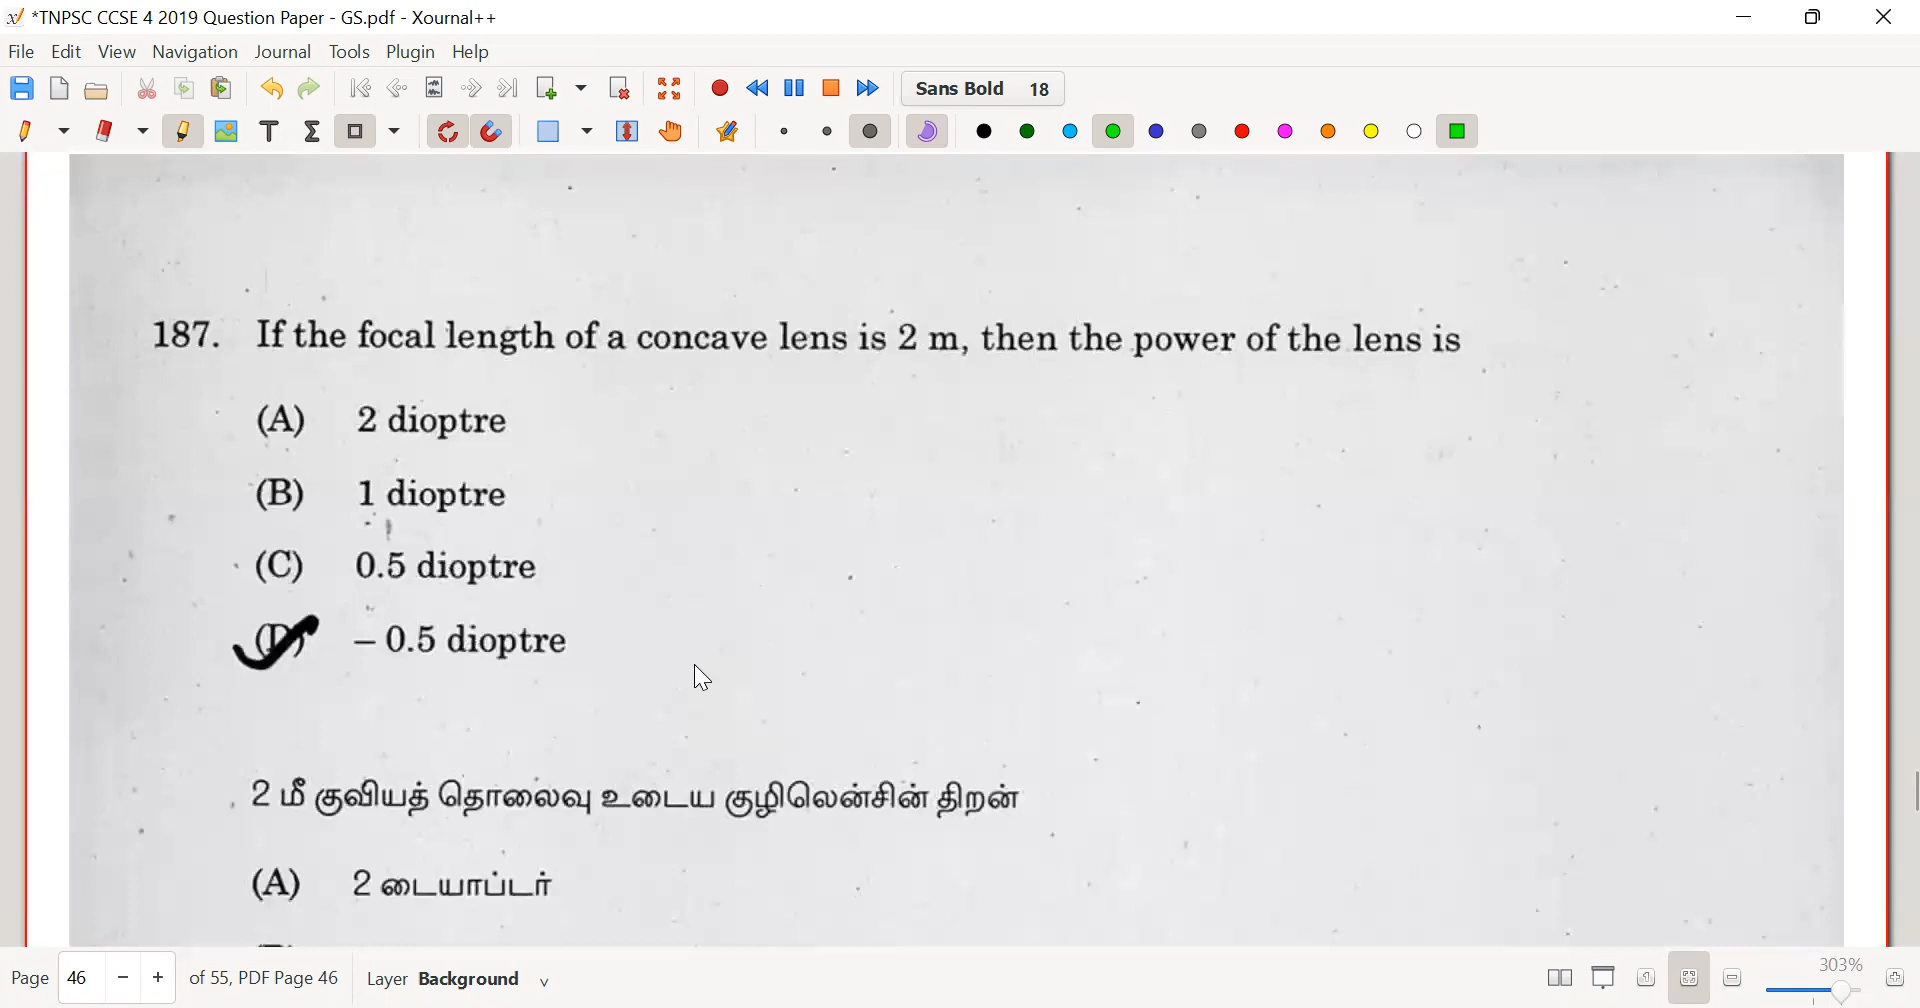 *TNPSC CCSE 4 2019 Question Paper - GS.pdf - Xournal++
File Edit View Navigation Journal Tools Plugin Help
Sans Bold 18
187. If the focal length of a concave lens is 2 m, then the power of the lens is
(A) 2 dioptre
(B) 1 dioptre
(C) 0.5 dioptre
(D) – 0.5 dioptre
2 மீ குவியத் தொலைவு உடைய குழிலென்சின் திறன்
(A) 2 டையாப்டர்
Page 46 of 55, PDF Page 46 Layer Background 303%